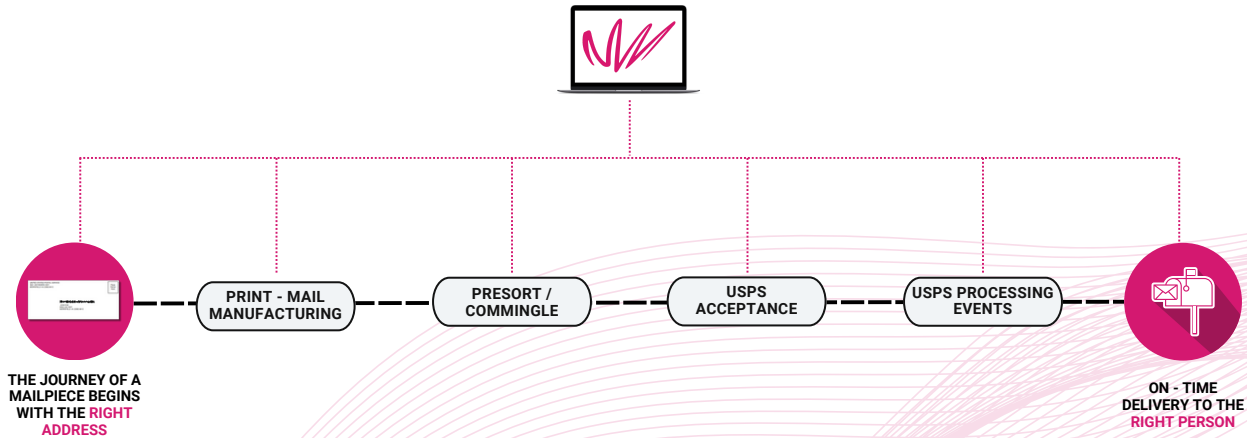 PRINT - MAIL
MANUFACTURING
PRESORT /
COMMINGLE
USPS
ACCEPTANCE
USPS PROCESSING
EVENTS
THE JOURNEY OF A
MAILPIECE BEGINS
WITH THE RIGHT
ADDRESS
ON - TIME
DELIVERY TO THE
RIGHT PERSON